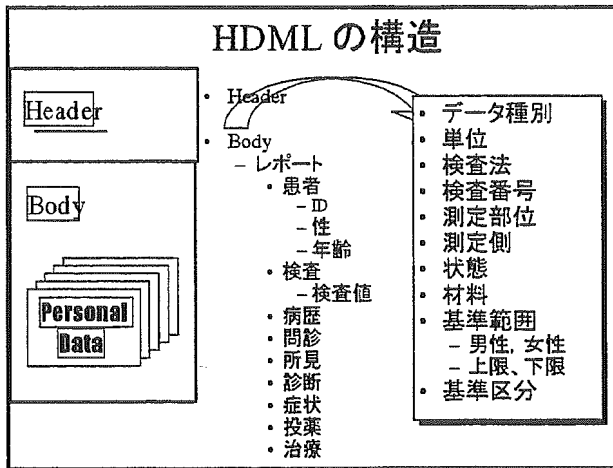 HDML の構造
Header
Body
Personal
Data
• Header
• Body
– レポート
• 患者
– ID
– 性
– 年齢
• 検査
– 検査値
• 病歴
• 問診
• 所見
• 診断
• 症状
• 投薬
• 治療
• データ種別
• 単位
• 検査法
• 検査番号
• 測定部位
• 測定側
• 状態
• 材料
• 基準範囲
– 男性, 女性
– 上限、下限
• 基準区分